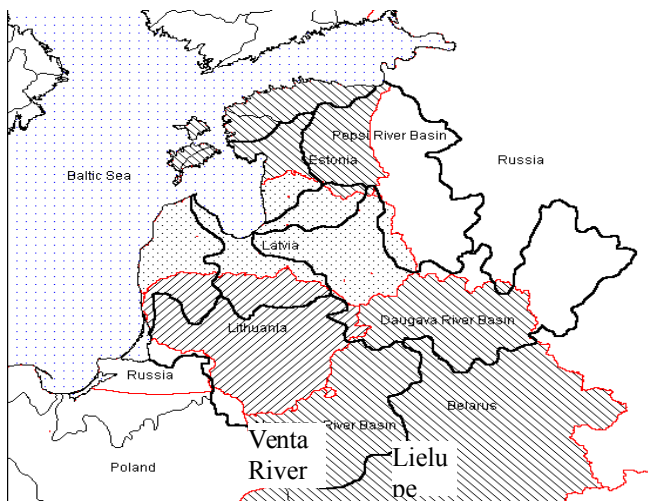 Pepsi River Basin
Estonia
Russia
Baltic Sea
Latvia
Lithuania
Daugava River Basin
Russia
Belarus
Venta
River
River Basin
Lielu
pe
Poland